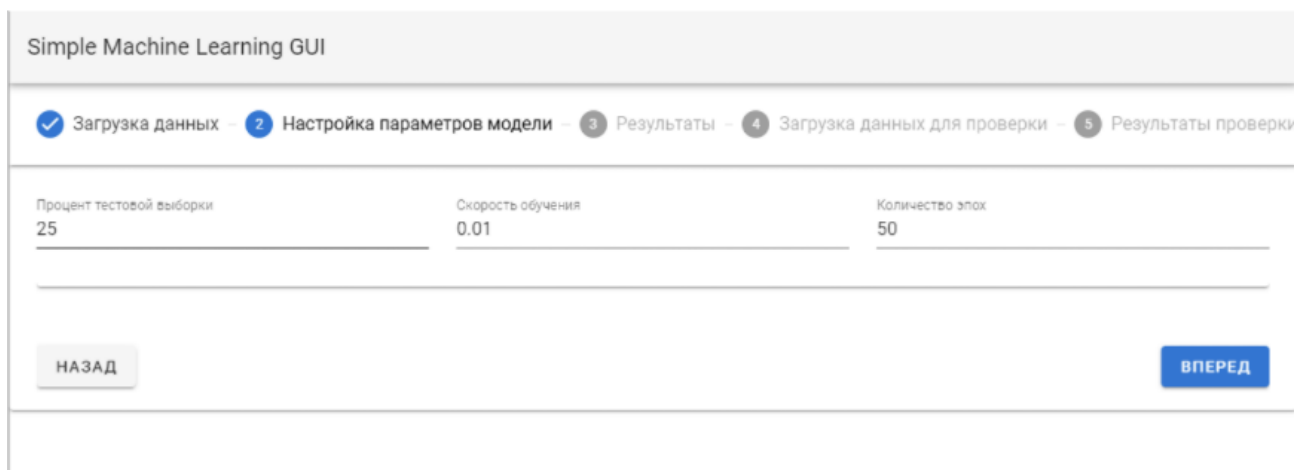 Simple Machine Learning GUI
Загрузка данных – 2 Настройка параметров модели – 3 Результаты – 4 Загрузка данных для проверки – 5 Результаты проверки
Процент тестовой выборки Скорость обучения Количество эпох
25 0.01 50
НАЗАД ВПЕРЕД